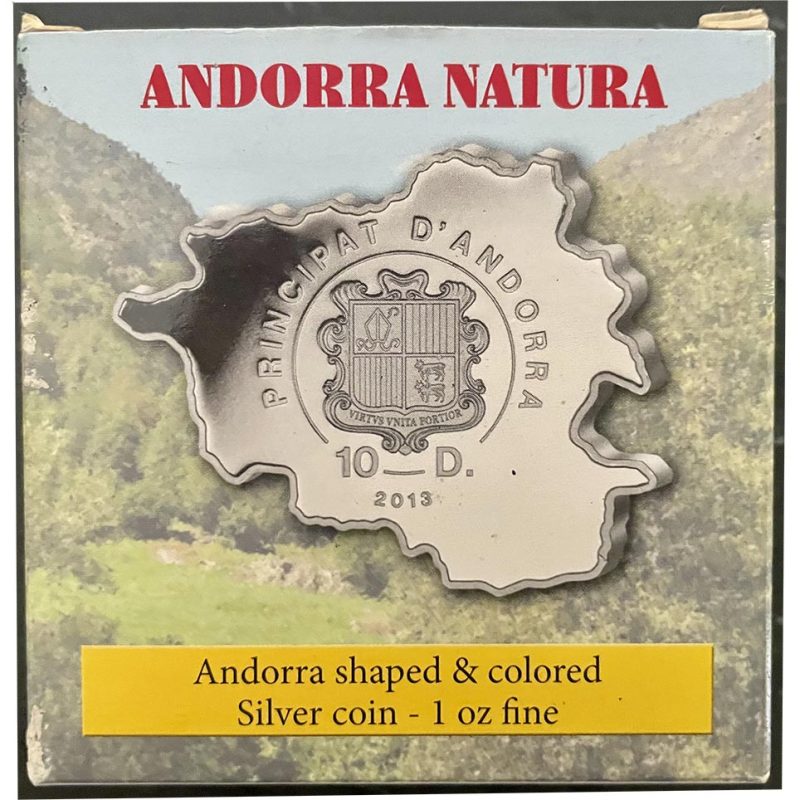 ANDORRA NATURA
PRINCIPAT D'ANDORRA
VIRTVS VNITA FORTIOR
10 — D.
2013
Andorra shaped & colored
Silver coin - 1 oz fine